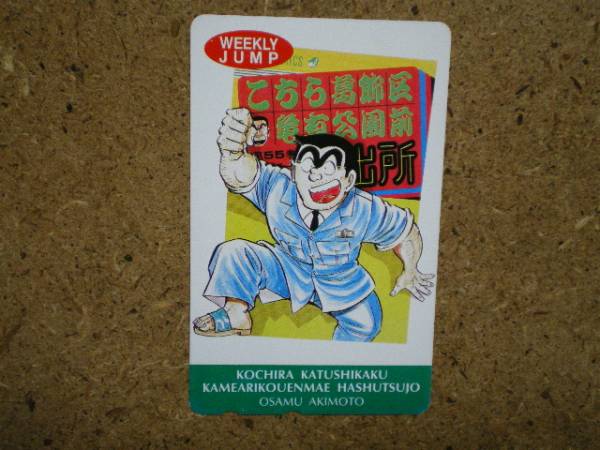 WEEKLY
JUMP
ICS
こちら葛飾区
亀有公園前
出所
KOCHIRA KATUSHIKAKU
KAMEARIKOUENMAE HASHUTSUJO
OSAMU AKIMOTO